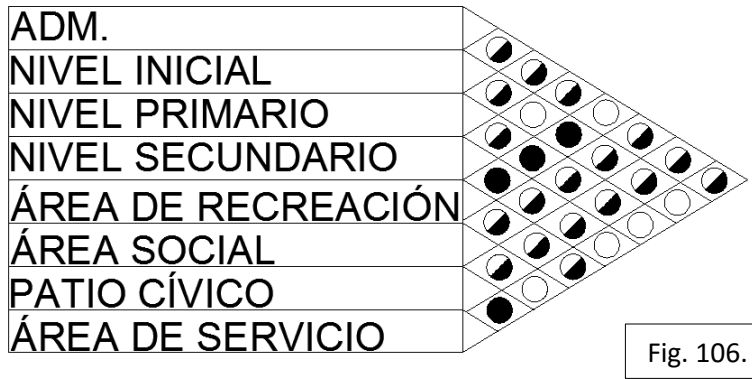 ADM.
NIVEL INICIAL
NIVEL PRIMARIO
NIVEL SECUNDARIO
ÁREA DE RECREACIÓN
ÁREA SOCIAL
PATIO CÍVICO
ÁREA DE SERVICIO
Fig. 106.